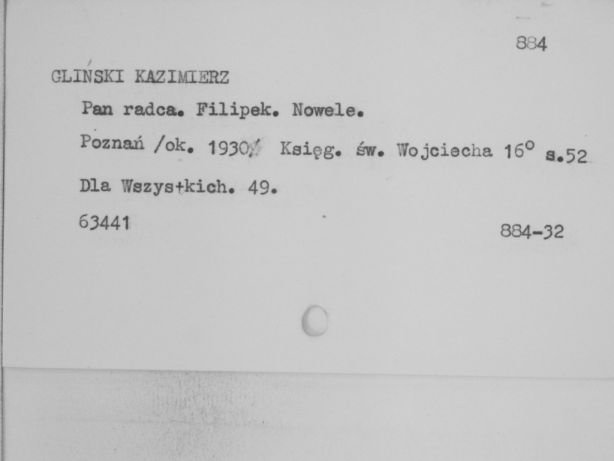 884
GLIŃSKI KAZIMIERZ
Pan radca. Filipek. Nowele.
Poznań /ok. 1930/ Księg. św. Wojciecha 16° s.52
Dla Wszystkich. 49.
63441
884-32